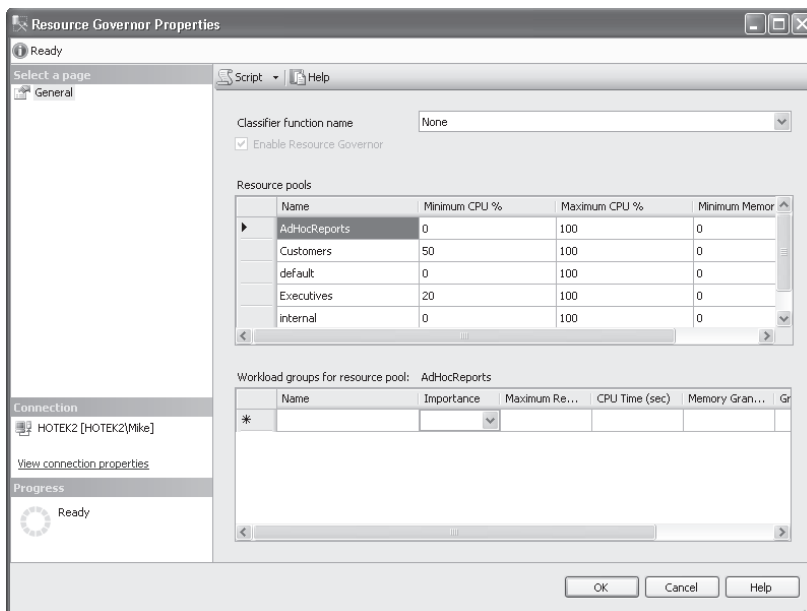 Resource Governor Properties
Ready
Select a page
General
Script
Help
Classifier function name
None
Enable Resource Governor
Resource pools
Name Minimum CPU % Maximum CPU % Minimum Memor
AdHocReports 0 100 0
Customers 50 100 0
default 0 100 0
Executives 20 100 0
internal 0 100 0
Workload groups for resource pool: AdHocReports
Name Importance Maximum Re... CPU Time (sec) Memory Gran... Gr
*
Connection
HOTEK2 [HOTEK2\Mike]
View connection properties
Progress
Ready
OK Cancel Help